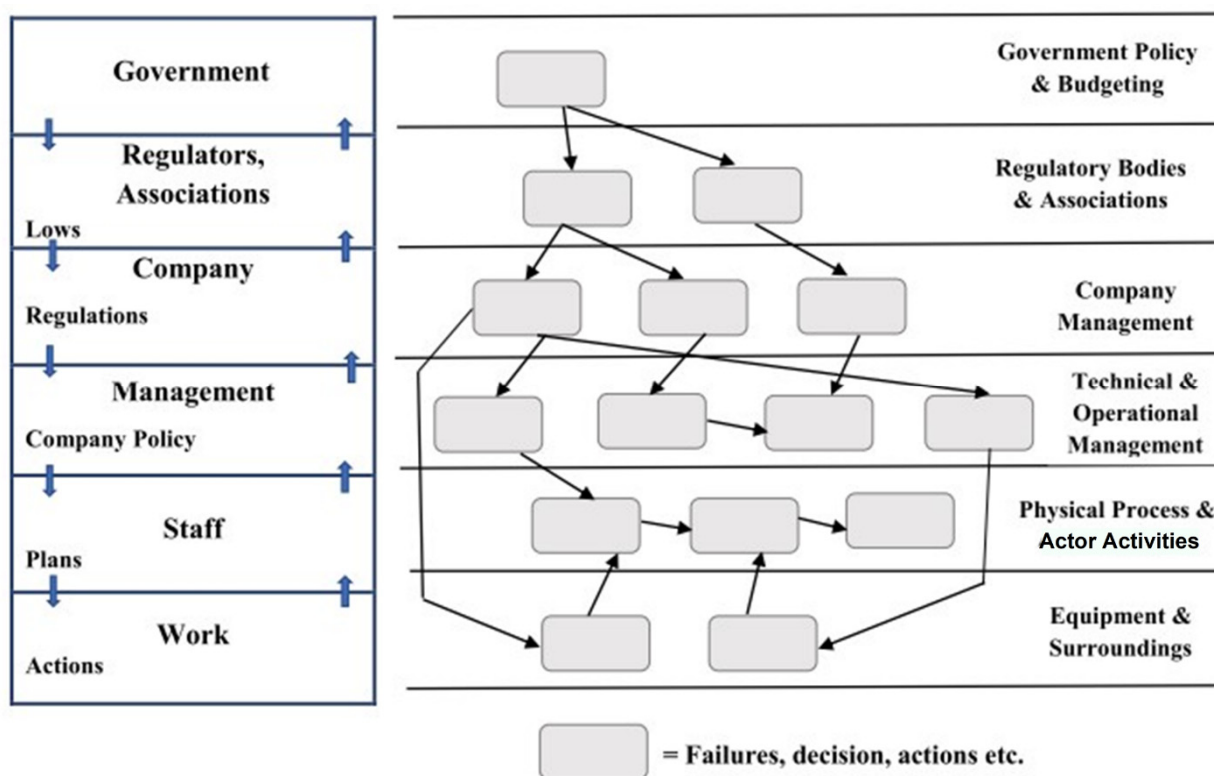 Government
Regulators,
Associations
Lows
Company
Regulations
Management
Company Policy
Staff
Plans
Work
Actions
Government Policy
& Budgeting
Regulatory Bodies
& Associations
Company
Management
Technical &
Operational
Management
Physical Process &
Actor Activities
Equipment &
Surroundings
= Failures, decision, actions etc.